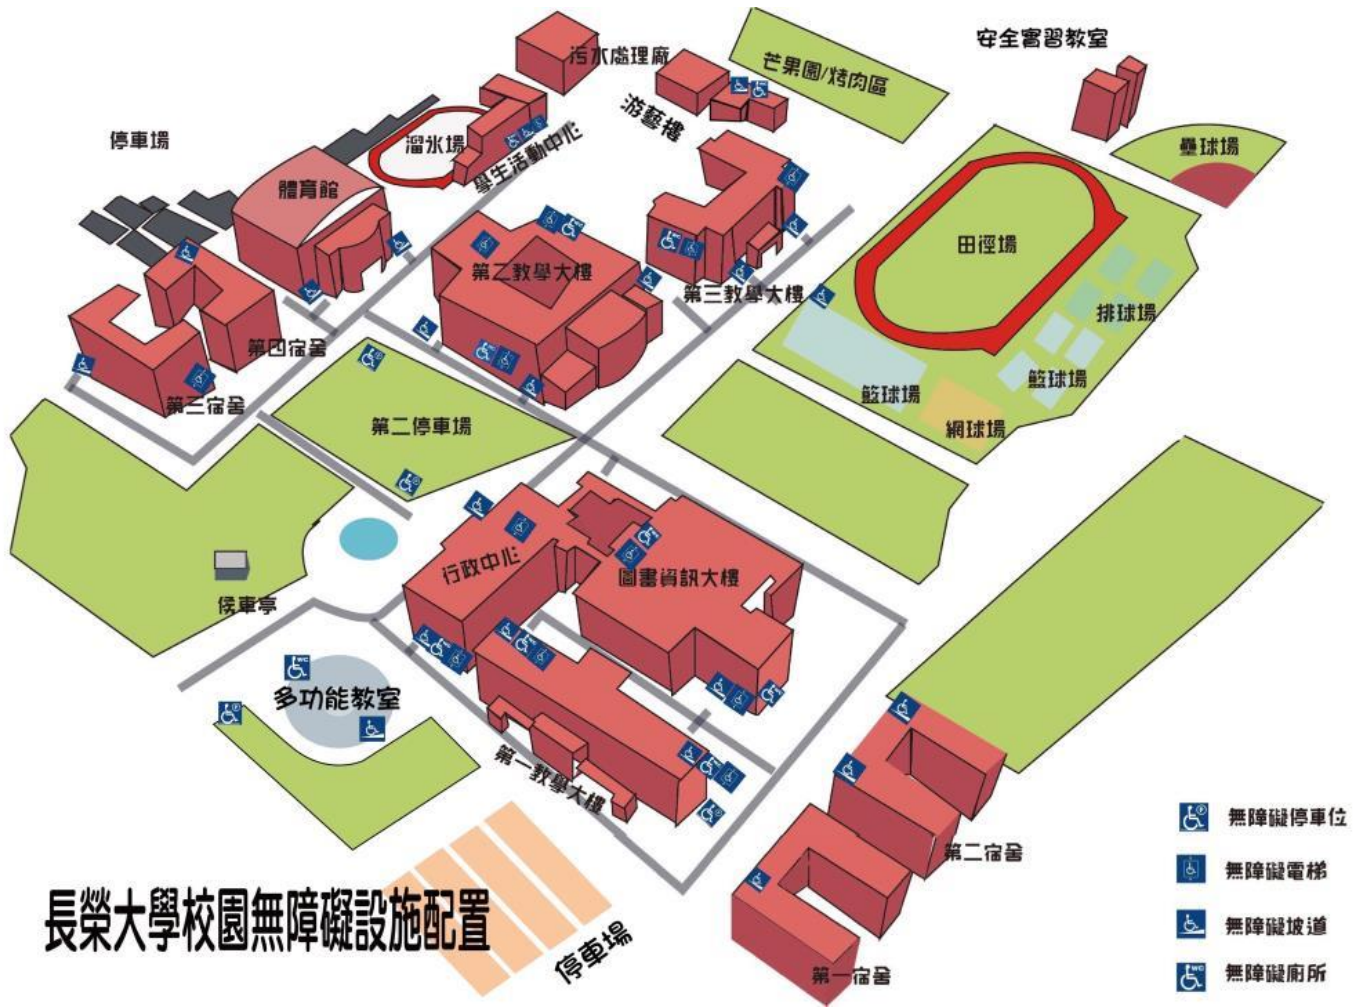 安全實習教室
污水處理廠
芒果園/烤肉區
游藝樓
停車場
溜冰場
壘球場
學生活動中心
體育館
田徑場
第二教學大樓
第三教學大樓
排球場
第四宿舍
籃球場
籃球場
第三宿舍
第二停車場
網球場
行政中心
圖書資訊大樓
侯車亭
多功能教室
第一教學大樓
無障礙停車位
第二宿舍
無障礙電梯
長榮大學校園無障礙設施配置
無障礙坡道
停車場
第一宿舍
無障礙廁所